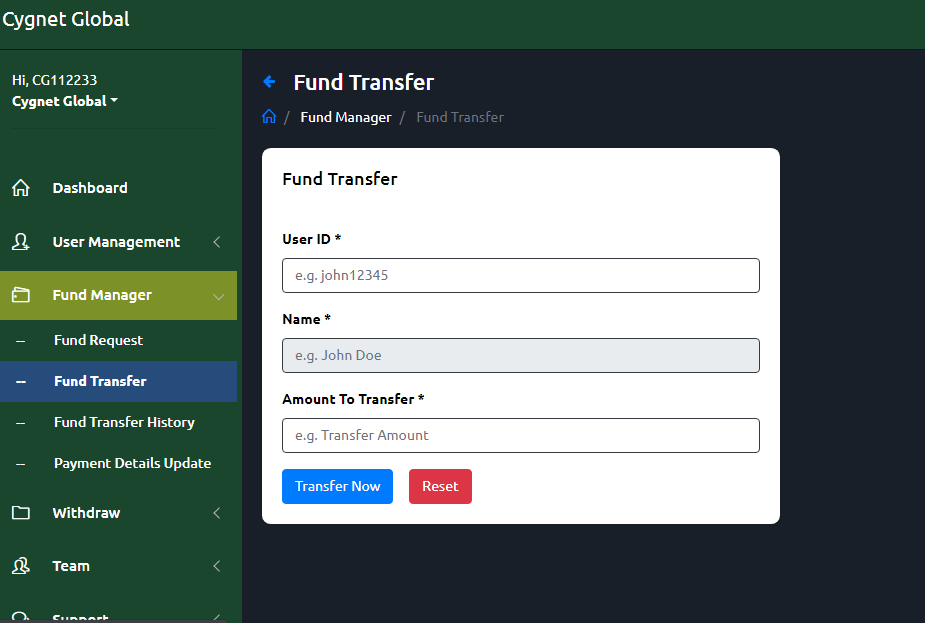 Cygnet Global
Hi, CG112233
Cygnet Global
Dashboard
User Management
Fund Manager
-- Fund Request
-- Fund Transfer
-- Fund Transfer History
-- Payment Details Update
Withdraw
Team
Support
Fund Transfer
/ Fund Manager / Fund Transfer
Fund Transfer
User ID *
e.g. john12345
Name *
e.g. John Doe
Amount To Transfer *
e.g. Transfer Amount
Transfer Now Reset